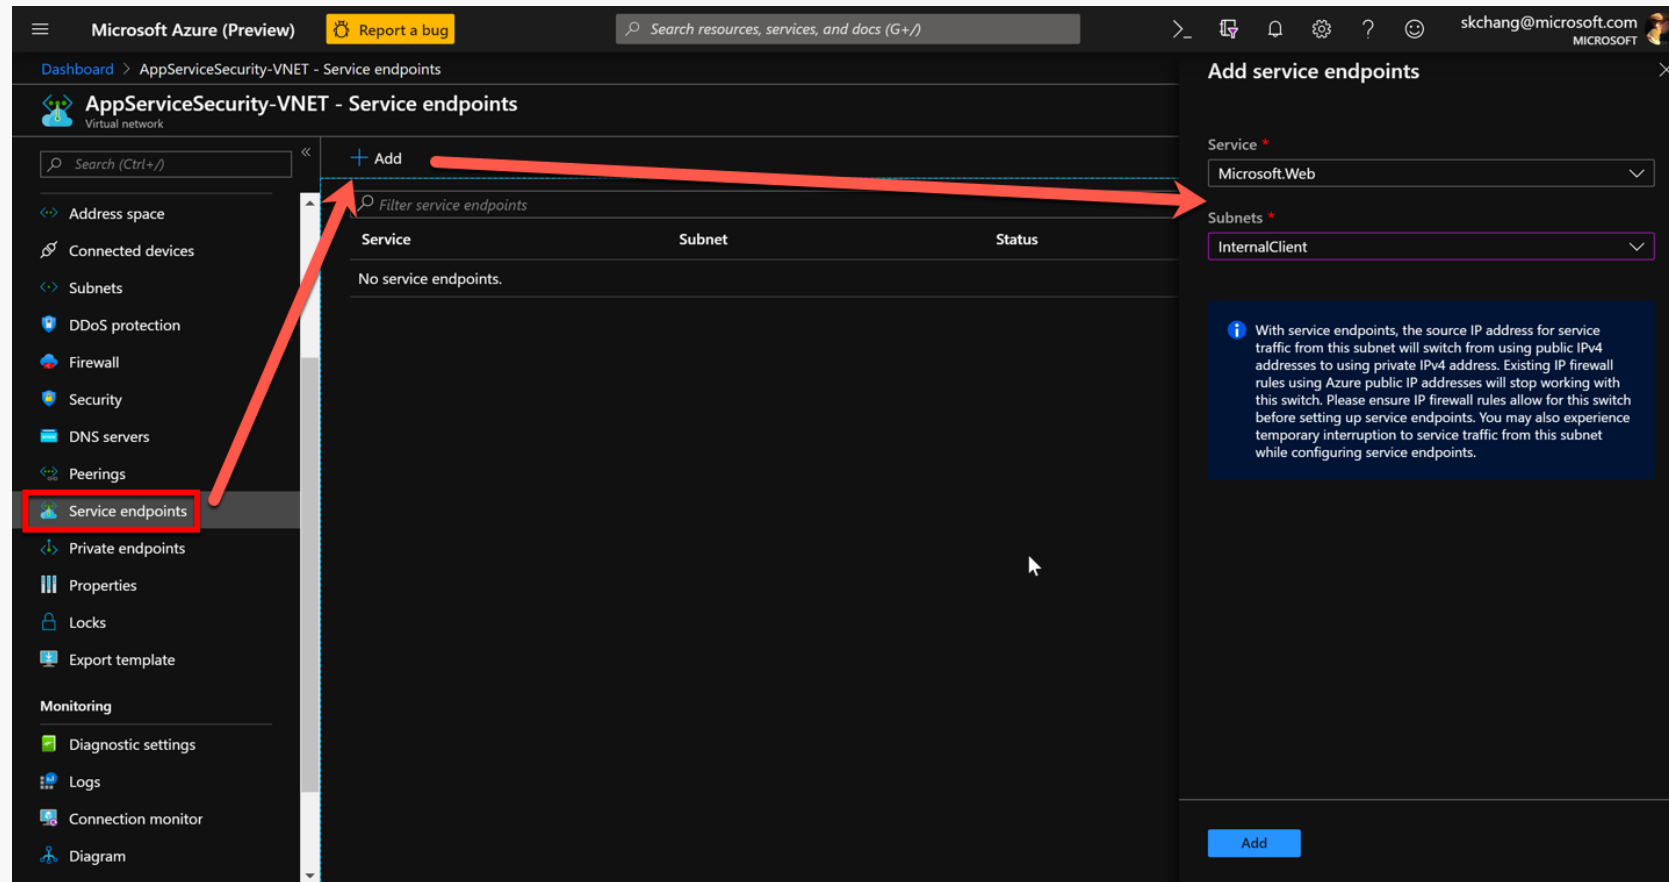 Microsoft Azure (Preview)
Report a bug
Search resources, services, and docs (G+/)
skchang@microsoft.com
MICROSOFT
Dashboard > AppServiceSecurity-VNET - Service endpoints
AppServiceSecurity-VNET - Service endpoints
Virtual network
Search (Ctrl+/)
Address space
Connected devices
Subnets
DDoS protection
Firewall
Security
DNS servers
Peerings
Service endpoints
Private endpoints
Properties
Locks
Export template
Monitoring
Diagnostic settings
Logs
Connection monitor
Diagram
Add
Filter service endpoints
Service Subnet Status
No service endpoints.
Add service endpoints
Service *
Microsoft.Web
Subnets *
InternalClient
With service endpoints, the source IP address for service
traffic from this subnet will switch from using public IPv4
addresses to using private IPv4 address. Existing IP firewall
rules using Azure public IP addresses will stop working with
this switch. Please ensure IP firewall rules allow for this switch
before setting up service endpoints. You may also experience
temporary interruption to service traffic from this subnet
while configuring service endpoints.
Add